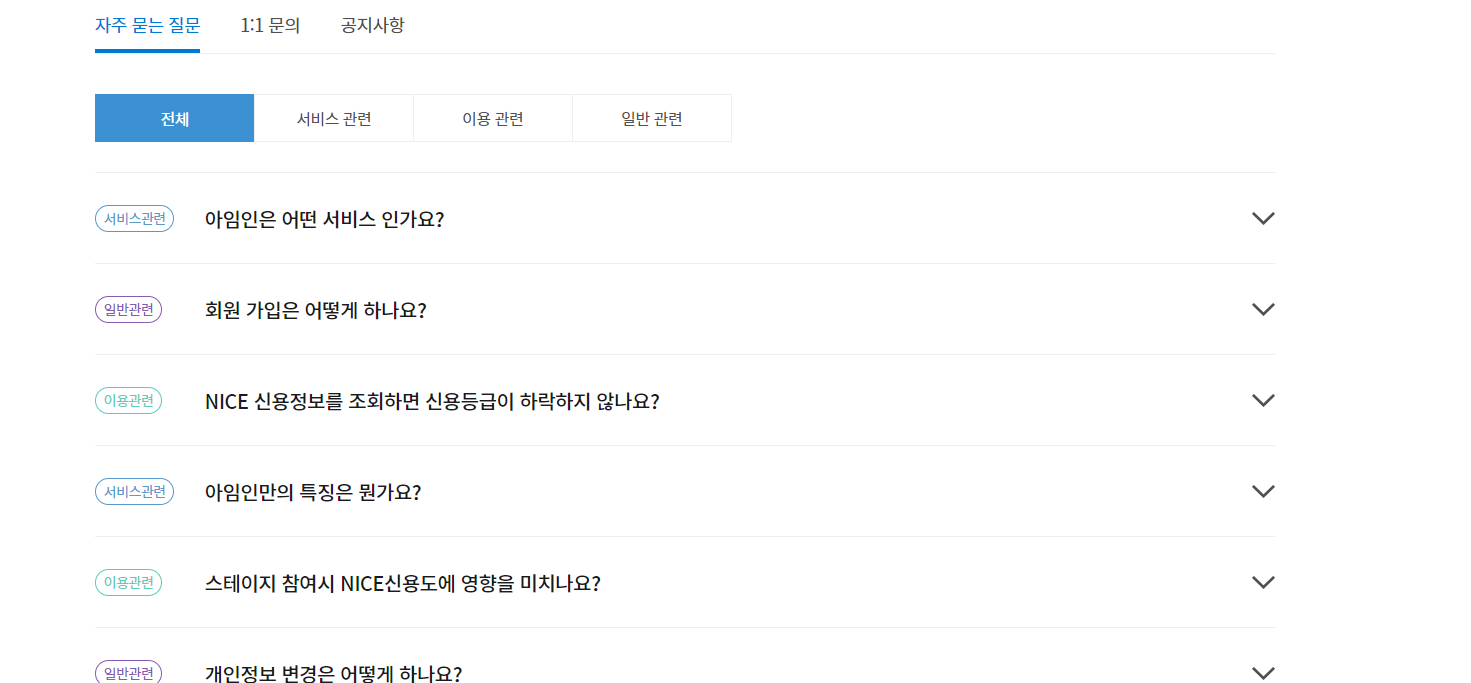 자주 묻는 질문 1:1 문의 공지사항
전체 서비스 관련 이용 관련 일반 관련
서비스관련 아임인은 어떤 서비스 인가요?
일반관련 회원 가입은 어떻게 하나요?
이용관련 NICE 신용정보를 조회하면 신용등급이 하락하지 않나요?
서비스관련 아임인만의 특징은 뭔가요?
이용관련 스테이지 참여시 NICE신용도에 영향을 미치나요?
일반관련 개인정보 변경은 어떻게 하나요?